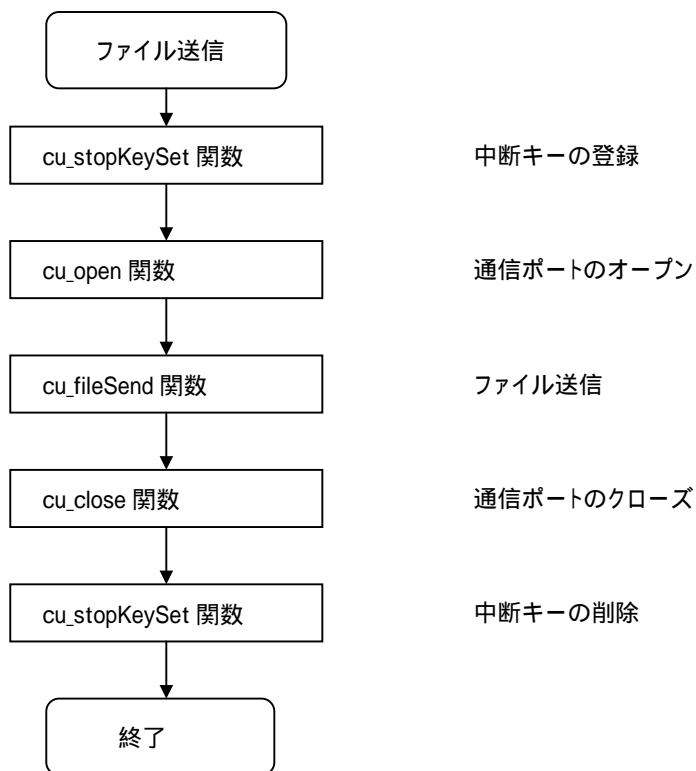 ファイル送信
cu_stopKeySet 関数 中断キーの登録
cu_open 関数 通信ポートのオープン
cu_fileSend 関数 ファイル送信
cu_close 関数 通信ポートのクローズ
cu_stopKeySet 関数 中断キーの削除
終了